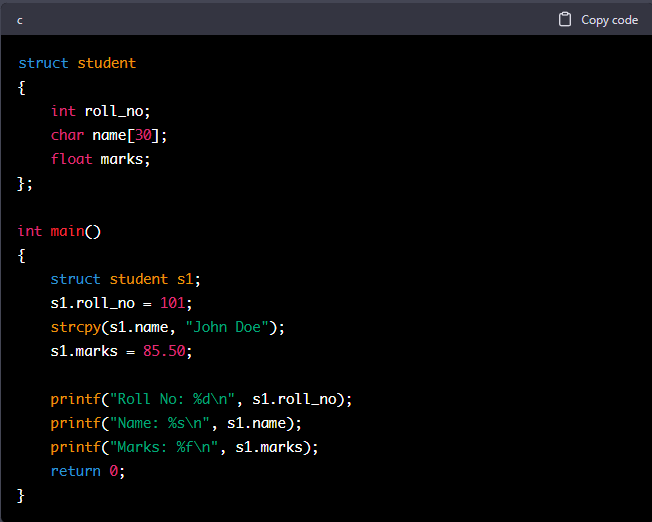 c
Copy code
struct student
{
    int roll_no;
    char name[30];
    float marks;
};

int main()
{
    struct student s1;
    s1.roll_no = 101;
    strcpy(s1.name, "John Doe");
    s1.marks = 85.50;

    printf("Roll No: %d\n", s1.roll_no);
    printf("Name: %s\n", s1.name);
    printf("Marks: %f\n", s1.marks);
    return 0;
}